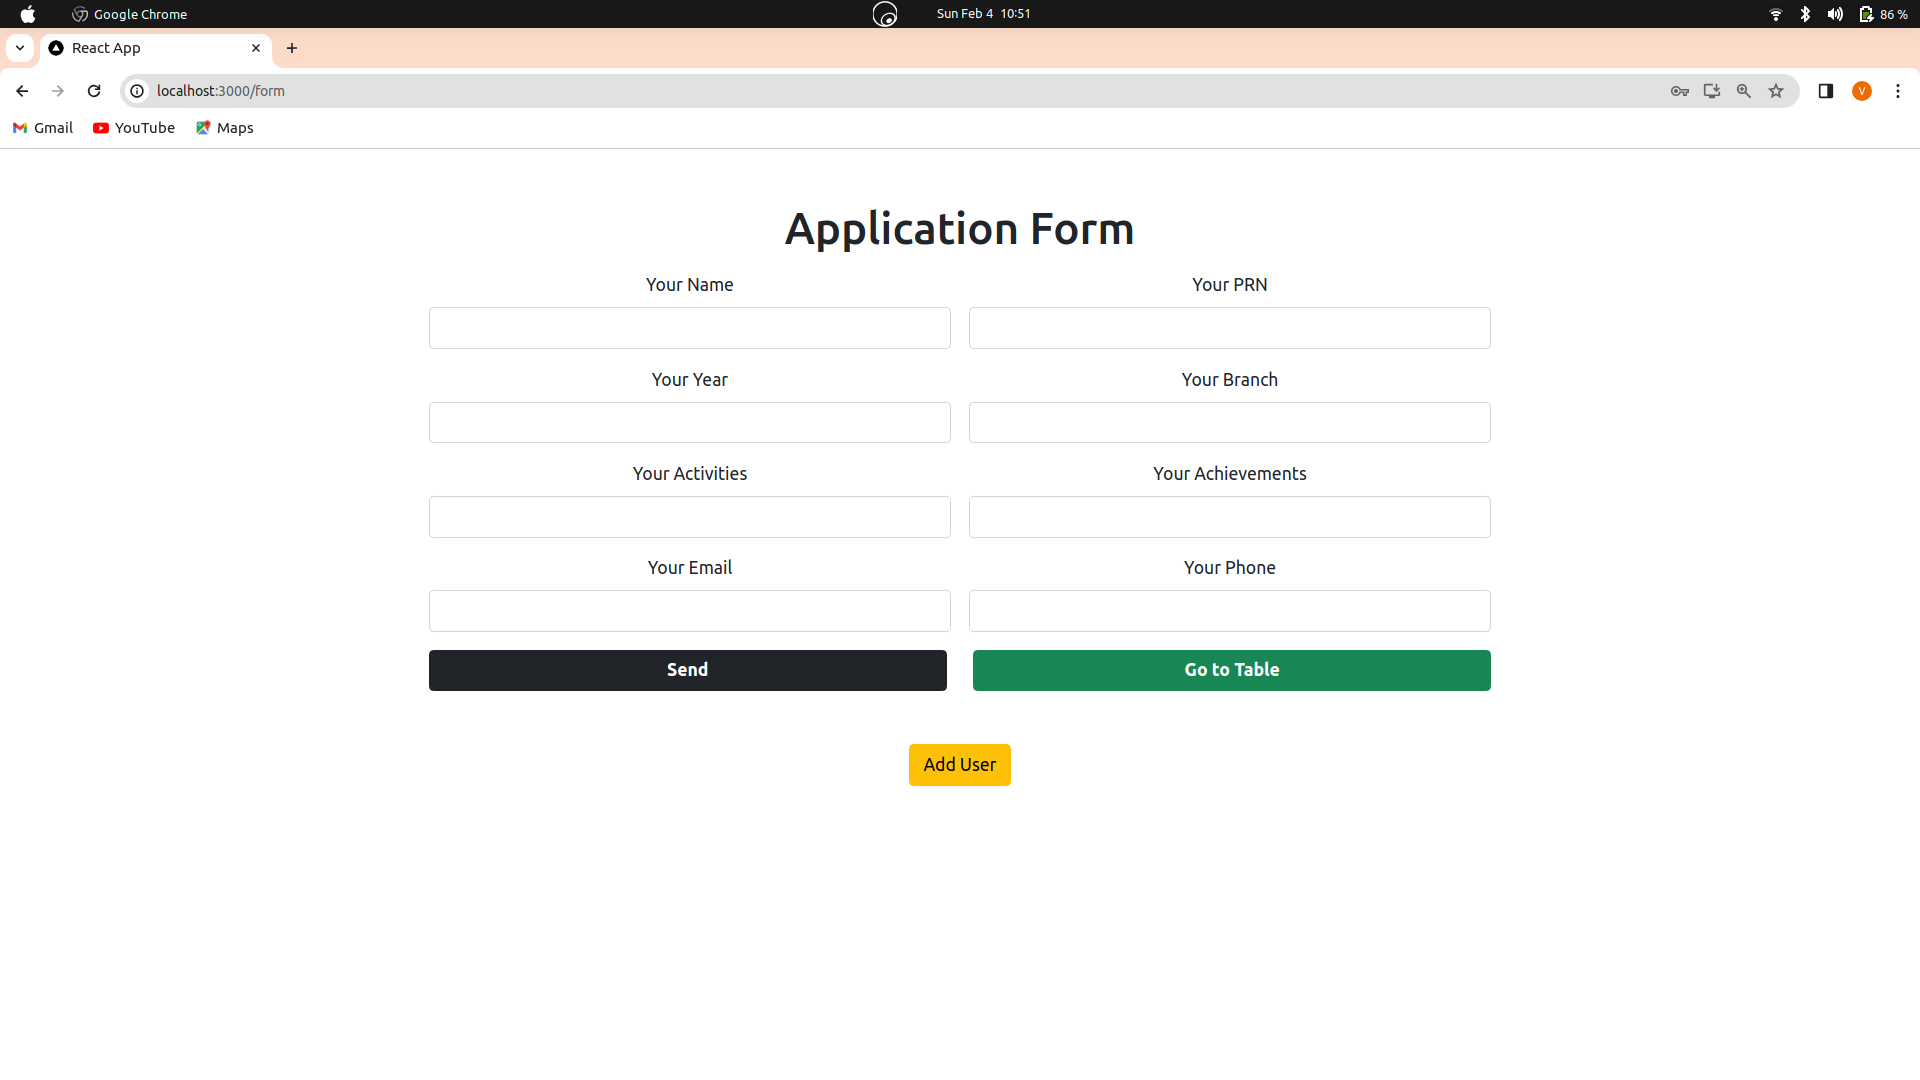 Google Chrome Sun Feb 4 10:51 86 %
React App
localhost:3000/form V
Gmail YouTube Maps
Application Form
Your Name Your PRN
Your Year Your Branch
Your Activities Your Achievements
Your Email Your Phone
Send Go to Table
Add User